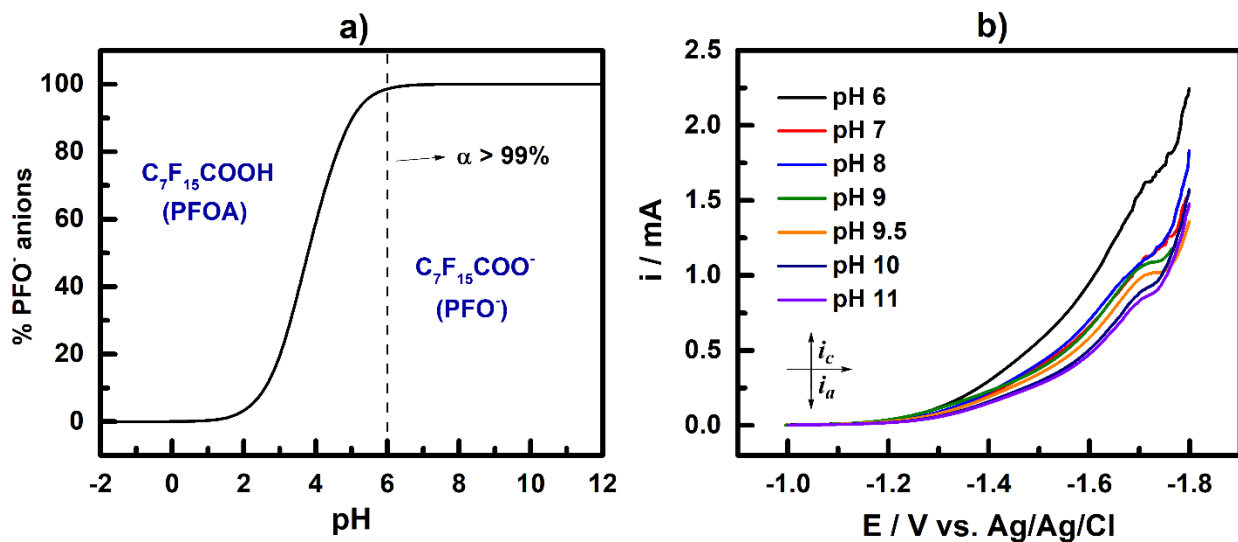 a)
100
80
60
40
20
0
% PFO⁻ anions
C₇F₁₅COOH
(PFOA)
α > 99%
C₇F₁₅COO⁻
(PFO⁻)
-2 0 2 4 6 8 10 12
pH
b)
2.5
2.0
1.5
1.0
0.5
0.0
i / mA
pH 6
pH 7
pH 8
pH 9
pH 9.5
pH 10
pH 11
i_c
i_a
-1.0 -1.2 -1.4 -1.6 -1.8
E / V vs. Ag/Ag/Cl